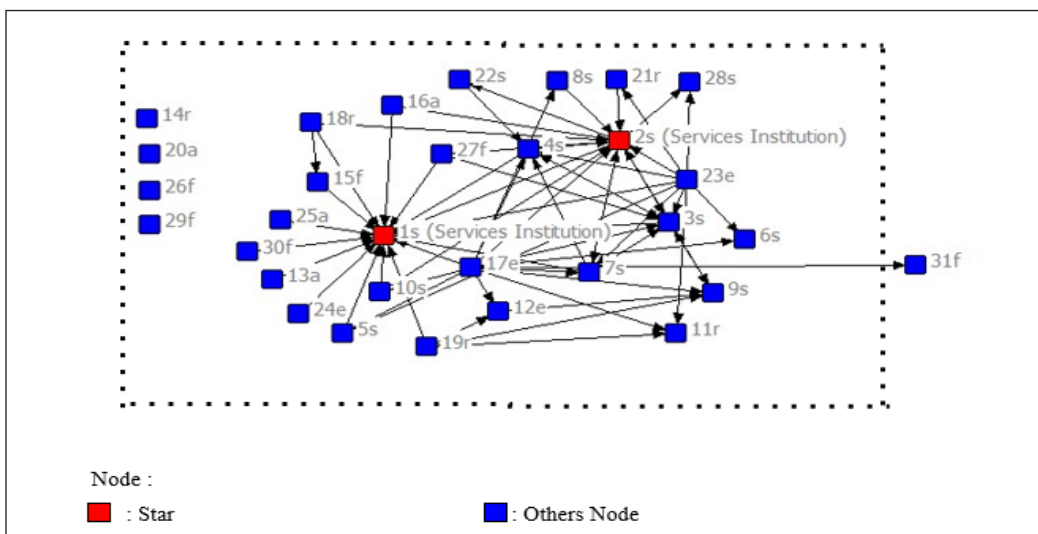 22s
8s
21r
28s
16a
14r
18r
2s (Services Institution)
4s
20a
27f
23e
15f
26f
29f
25a
3s
1s (Services Institution)
6s
30f
31f
17e
7s
13a
10s
9s
24e
12e
5s
11r
19r
Node :
: Star
: Others Node